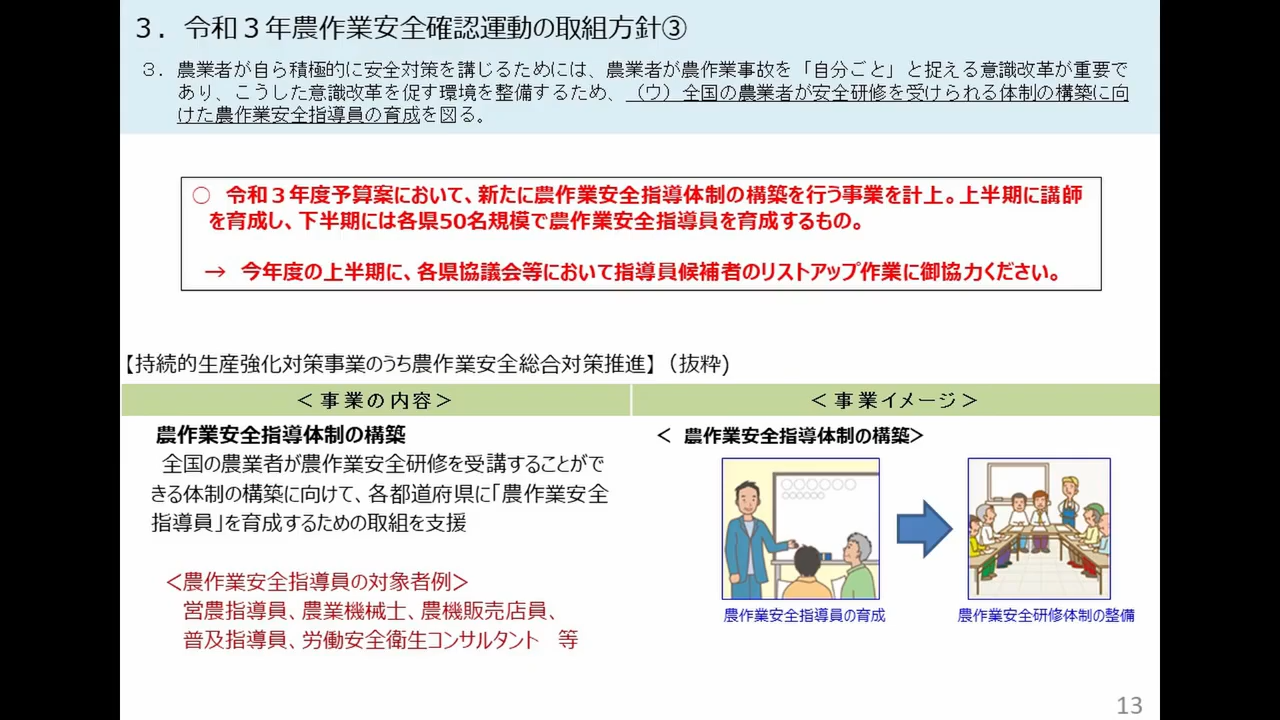 ３．令和３年農作業安全確認運動の取組方針③
３．農業者が自ら積極的に安全対策を講じるためには、農業者が農作業事故を「自分ごと」と捉える意識改革が重要で
あり、こうした意識改革を促す環境を整備するため、（ウ）全国の農業者が安全研修を受けられる体制の構築に向
けた農作業安全指導員の育成を図る。
○　令和３年度予算案において、新たに農作業安全指導体制の構築を行う事業を計上。上半期に講師
を育成し、下半期には各県50名規模で農作業安全指導員を育成するもの。
→　今年度の上半期に、各県協議会等において指導員候補者のリストアップ作業に御協力ください。
【持続的生産強化対策事業のうち農作業安全総合対策推進】（抜粋）
＜事業の内容＞
農作業安全指導体制の構築
全国の農業者が農作業安全研修を受講することがで
きる体制の構築に向けて、各都道府県に「農作業安全
指導員」を育成するための取組を支援
＜農作業安全指導員の対象者例＞
営農指導員、農業機械士、農機販売店員、
普及指導員、労働安全衛生コンサルタント　等
＜事業イメージ＞
＜ 農作業安全指導体制の構築＞
農作業安全指導員の育成
農作業安全研修体制の整備
13